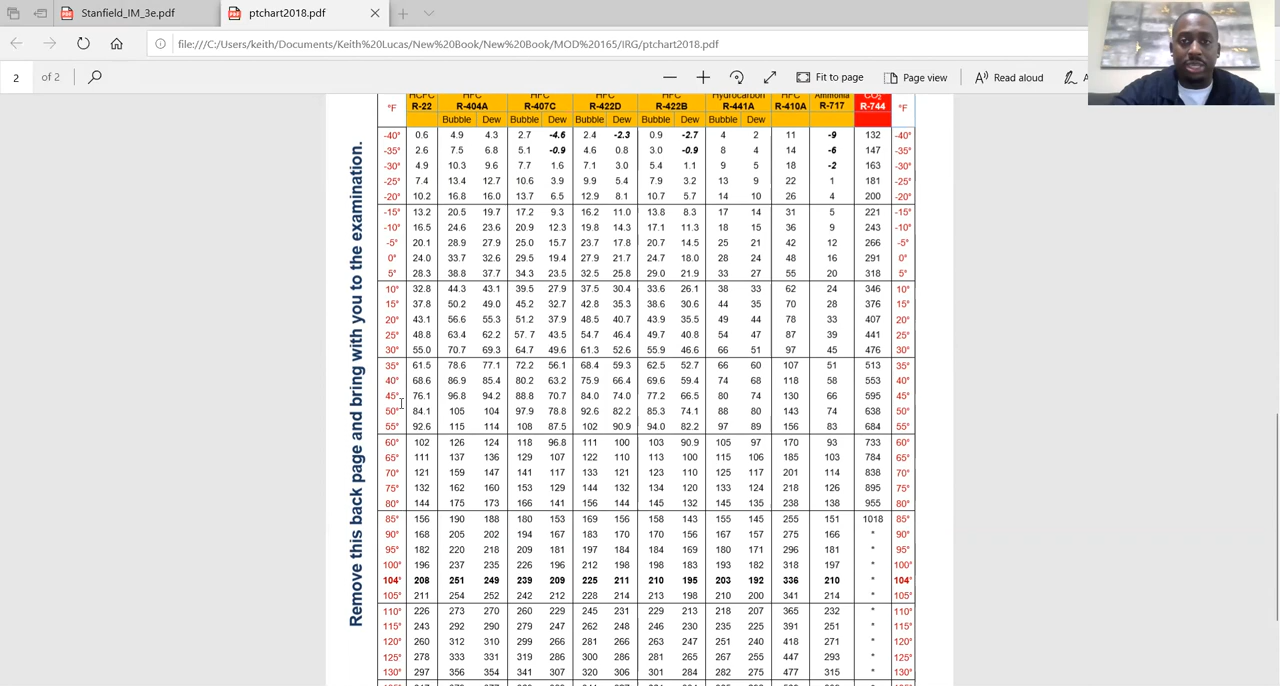 Stanfield_IM_3e.pdf
ptchart2018.pdf
file:///C:/Users/keith/Documents/Keith%20Lucas/New%20Book/New%20Book/MOD%20165/IRG/ptchart2018.pdf
2 of 2
Fit to page
Page view
Read aloud
Remove this back page and bring with you to the examination.
HCFC HFC HFC HFC HFC Hydrocarbon HFC Ammonia CO2
°F R-22 R-404A R-407C R-422D R-422B R-441A R-410A R-717 R-744 °F
Bubble Dew Bubble Dew Bubble Dew Bubble Dew Bubble Dew
-40° 0.6 4.9 4.3 2.7 -4.6 2.4 -2.3 0.9 -2.7 4 2 11 -9 132 -40°
-35° 2.6 7.5 6.8 5.1 -0.9 4.6 0.8 3.0 -0.9 8 4 14 -6 147 -35°
-30° 4.9 10.3 9.6 7.7 1.6 7.1 3.0 5.4 1.1 9 5 18 -2 163 -30°
-25° 7.4 13.4 12.7 10.6 3.9 9.9 5.4 7.9 3.2 13 9 22 1 181 -25°
-20° 10.2 16.8 16.0 13.7 6.5 12.9 8.1 10.7 5.7 14 10 26 4 200 -20°
-15° 13.2 20.5 19.7 17.2 9.3 16.2 11.0 13.8 8.3 17 14 31 5 221 -15°
-10° 16.5 24.6 23.6 20.9 12.3 19.8 14.3 17.1 11.3 18 15 36 9 243 -10°
-5° 20.1 28.9 27.9 25.0 15.7 23.7 17.8 20.7 14.5 25 21 42 12 266 -5°
0° 24.0 33.7 32.6 29.5 19.4 27.9 21.7 24.7 18.0 28 24 48 16 291 0°
5° 28.3 38.8 37.7 34.3 23.5 32.5 25.8 29.0 21.9 33 27 55 20 318 5°
10° 32.8 44.3 43.1 39.5 27.9 37.5 30.4 33.6 26.1 38 33 62 24 346 10°
15° 37.8 50.2 49.0 45.2 32.7 42.8 35.3 38.6 30.6 44 35 70 28 376 15°
20° 43.1 56.6 55.3 51.2 37.9 48.5 40.7 43.9 35.5 49 44 78 33 407 20°
25° 48.8 63.4 62.2 57.7 43.5 54.7 46.4 49.7 40.8 54 47 87 39 441 25°
30° 55.0 70.7 69.3 64.7 49.6 61.3 52.6 55.9 46.6 66 51 97 45 476 30°
35° 61.5 78.6 77.1 72.2 56.1 68.4 59.3 62.5 52.7 66 60 107 51 513 35°
40° 68.6 86.9 85.4 80.2 63.2 75.9 66.4 69.6 59.4 74 68 118 58 553 40°
45° 76.1 96.8 94.2 88.8 70.7 84.0 74.0 77.2 66.5 80 74 130 66 595 45°
50° 84.1 105 104 97.9 78.8 92.6 82.2 85.3 74.1 88 80 143 74 638 50°
55° 92.6 115 114 108 87.5 102 90.9 94.0 82.2 97 89 156 83 684 55°
60° 102 126 124 118 96.8 111 100 103 90.9 105 97 170 93 733 60°
65° 111 137 136 129 107 122 110 113 100 115 106 185 103 784 65°
70° 121 159 147 141 117 133 121 123 110 125 117 201 114 838 70°
75° 132 162 160 153 129 144 132 134 120 133 124 218 126 895 75°
80° 144 175 173 166 141 156 144 145 132 145 135 238 138 955 80°
85° 156 190 188 180 153 169 156 158 143 155 145 255 151 1018 85°
90° 168 205 202 194 167 183 170 170 156 167 157 275 166 * 90°
95° 182 220 218 209 181 197 184 184 169 180 171 296 181 * 95°
100° 196 237 235 226 196 212 198 198 183 193 182 318 197 * 100°
104° 208 251 249 239 209 225 211 210 195 203 192 336 210 * 104°
105° 211 254 252 242 212 228 214 213 198 210 200 341 214 * 105°
110° 226 273 270 260 229 245 231 229 213 218 207 365 232 * 110°
115° 243 292 290 279 247 262 248 246 230 235 225 391 251 * 115°
120° 260 312 310 299 266 281 266 263 247 251 240 418 271 * 120°
125° 278 333 331 319 286 300 286 281 265 267 255 447 293 * 125°
130° 297 356 354 341 307 320 306 301 284 282 275 477 315 * 130°